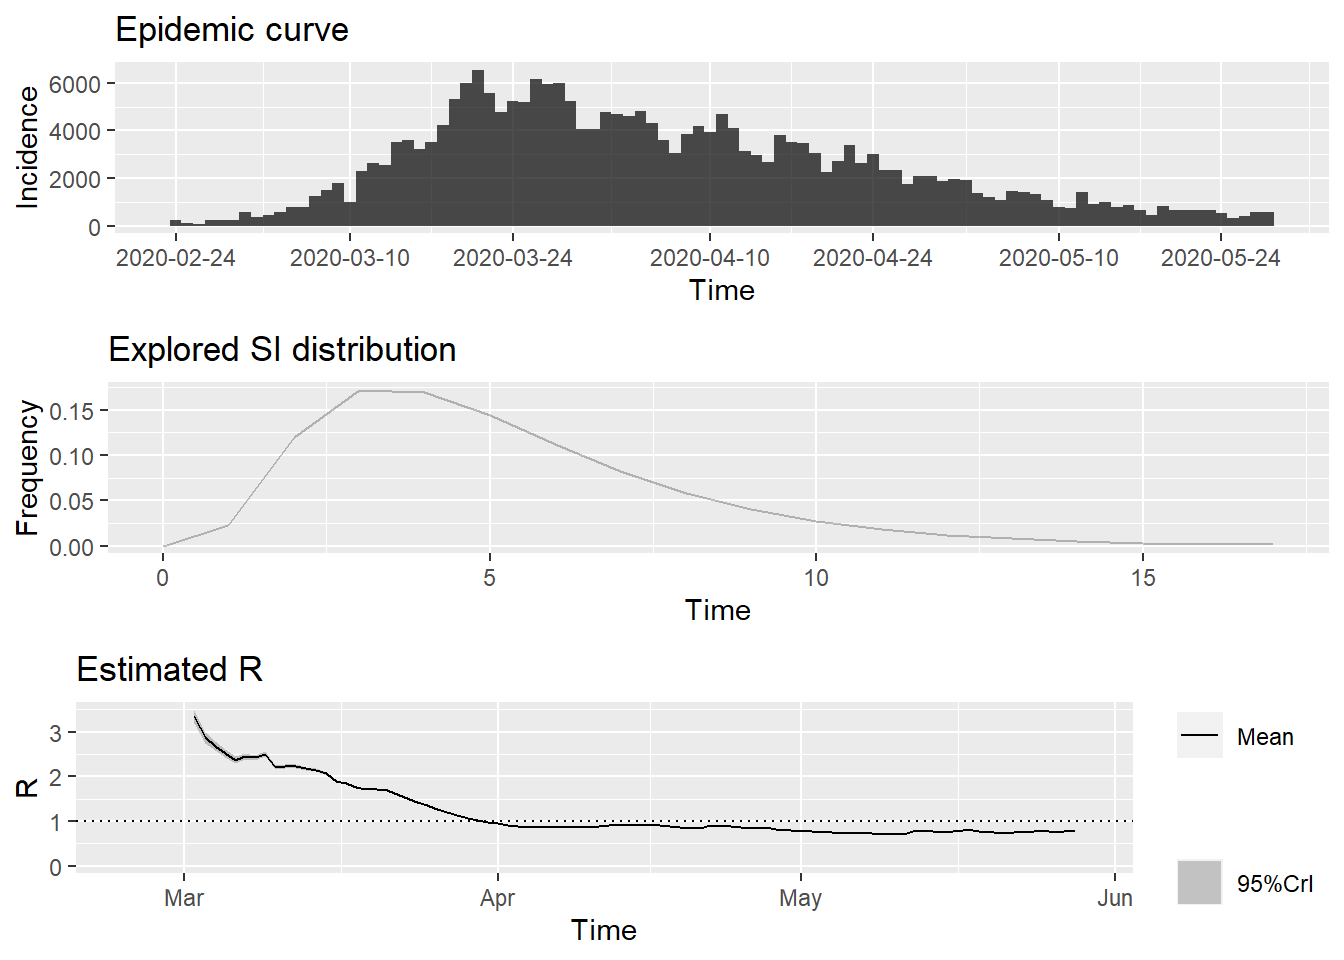 Epidemic curve
Incidence
6000
4000
2000
0
2020-02-24 2020-03-10 2020-03-24 2020-04-10 2020-04-24 2020-05-10 2020-05-24
Time
Explored SI distribution
Frequency
0.15
0.10
0.05
0.00
0 5 10 15
Time
Estimated R
R
3
2
1
0
Mar Apr May Jun
Time
Mean
95%CrI